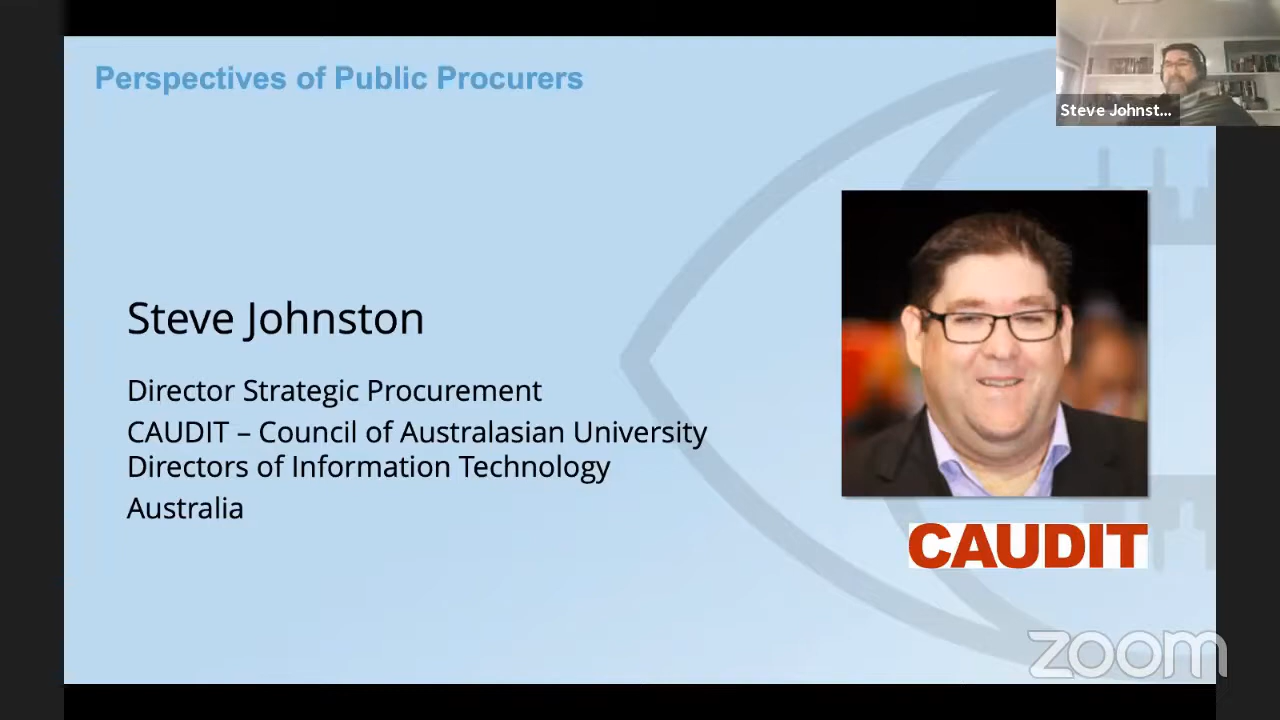 Perspectives of Public Procurers
Steve Johnst...
Steve Johnston
Director Strategic Procurement
CAUDIT – Council of Australasian University
Directors of Information Technology
Australia
CAUDIT
zoom